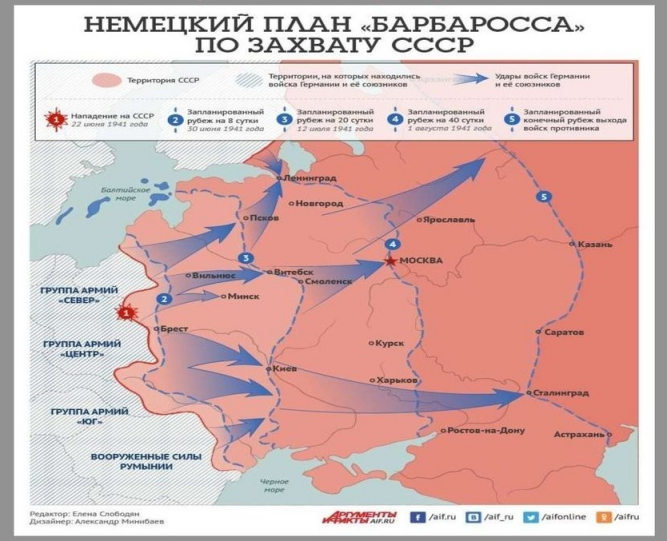 НЕМЕЦКИЙ ПЛАН «БАРБАРОССА»
ПО ЗАХВАТУ СССР
Территория СССР
Территории, на которых находились
войска Германии и её союзников
Удары войск Германии
и её союзников
1
Нападение на СССР
22 июня 1941 года
2
Запланированный
рубеж на 8 сутки
30 июня 1941 года
3
Запланированный
рубеж на 20 сутки
12 июля 1941 года
4
Запланированный
рубеж на 40 сутки
1 августа 1941 года
5
Запланированный
конечный рубеж выхода
войск противника
Ленинград
Балтийское
море
Новгород
Псков
Ярославль
5
Казань
4
МОСКВА
3
Витебск
Вильнюс
Смоленск
ГРУППА АРМИЙ
«СЕВЕР»
2
Минск
1
Брест
Саратов
ГРУППА АРМИЙ
«ЦЕНТР»
Курск
Киев
Харьков
Сталинград
ГРУППА АРМИЙ
«ЮГ»
Ростов-на-Дону
Астрахань
ВООРУЖЕННЫЕ СИЛЫ
РУМЫНИИ
Черное
море
Редактор: Елена Слободян
Дизайнер: Александр Минибаев
АРГУМЕНТЫ
И ФАКТЫ AIF.RU
/aif.ru
/aif_ru
/aifonline
/aifru